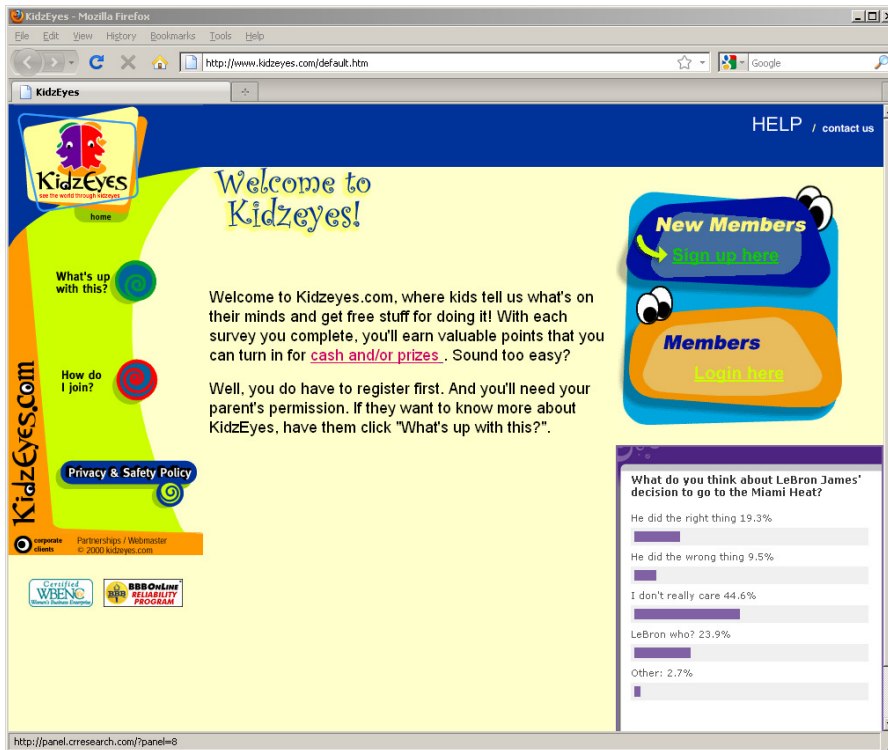 KidzEyes - Mozilla Firefox
File Edit View History Bookmarks Tools Help
http://www.kidzeyes.com/default.htm
Google
KidzEyes
HELP / contact us
KidzEyes
see the world through kidzeyes
home
What's up
with this?
How do
I join?
KidzEyes.com
Privacy & Safety Policy
corporate
clients
Partnerships / Webmaster
© 2000 kidzeyes.com
Certified
WBENC
Women's Business Enterprise
BBB
BBBONLINE
RELIABILITY
PROGRAM
Welcome to
Kidzeyes!
Welcome to Kidzeyes.com, where kids tell us what's on
their minds and get free stuff for doing it! With each
survey you complete, you'll earn valuable points that you
can turn in for cash and/or prizes . Sound too easy?
Well, you do have to register first. And you'll need your
parent's permission. If they want to know more about
KidzEyes, have them click "What's up with this?".
New Members
Sign up here
Members
Login here
What do you think about LeBron James'
decision to go to the Miami Heat?
He did the right thing 19.3%
He did the wrong thing 9.5%
I don't really care 44.6%
LeBron who? 23.9%
Other: 2.7%
http://panel.crresearch.com/?panel=8